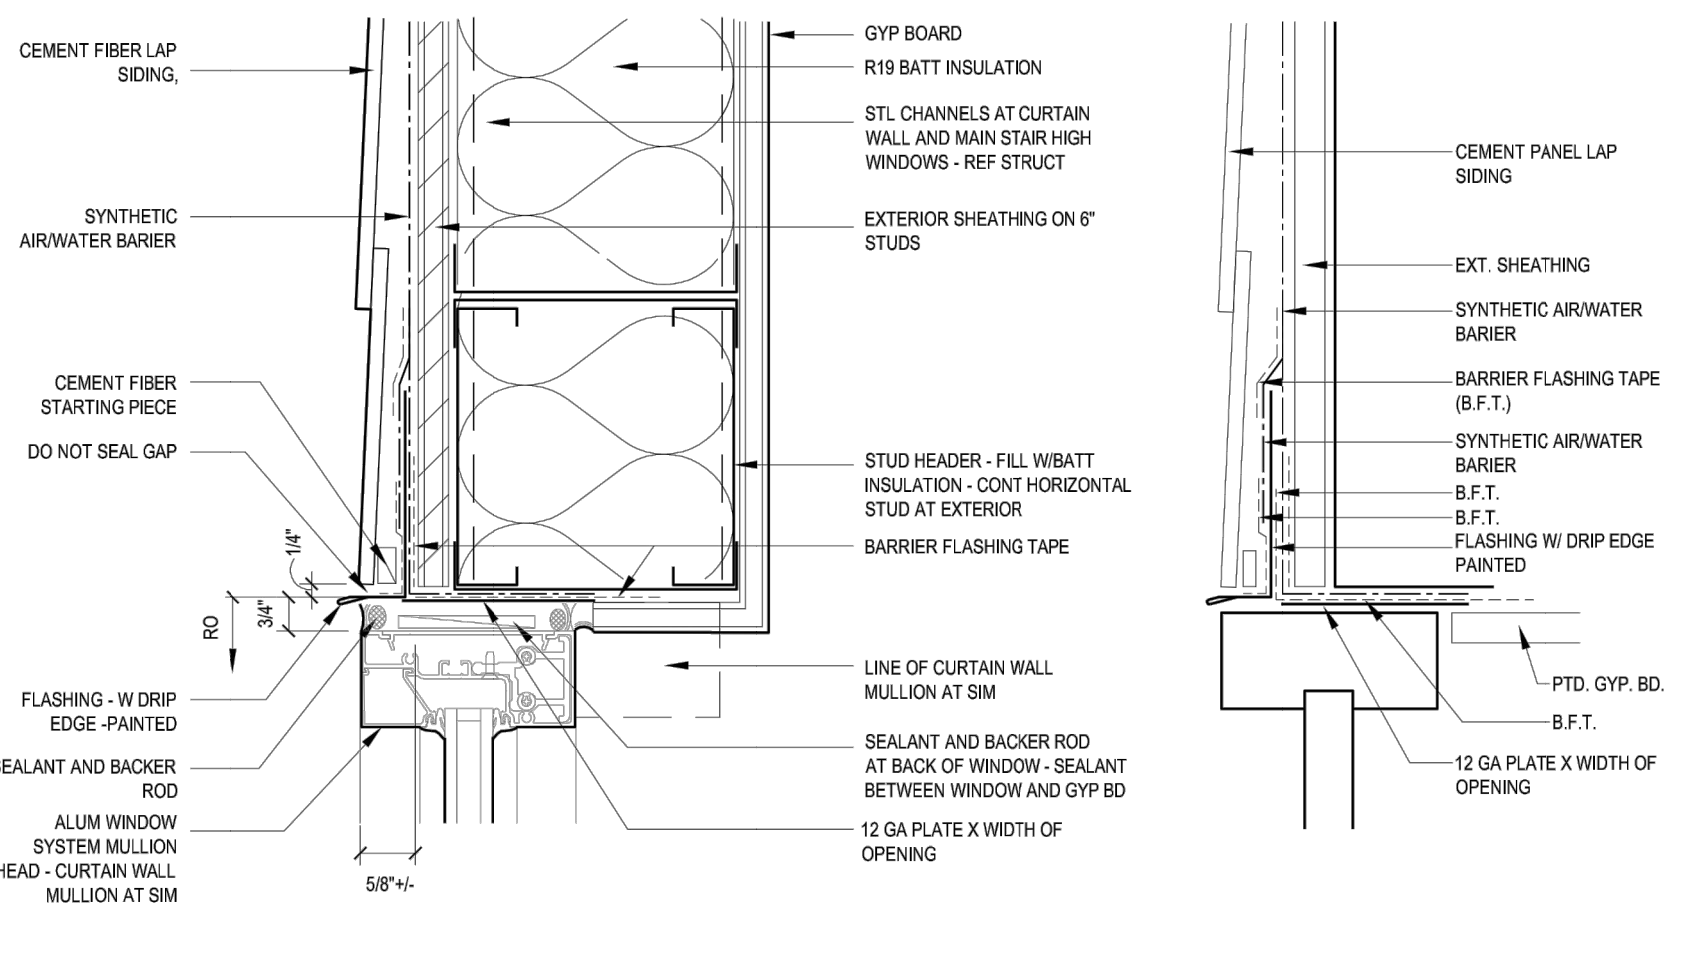 CEMENT FIBER LAP
SIDING,
SYNTHETIC
AIR/WATER BARIER
CEMENT FIBER
STARTING PIECE
DO NOT SEAL GAP
1/4"
3/4"
RO
FLASHING - W DRIP
EDGE -PAINTED
SEALANT AND BACKER
ROD
ALUM WINDOW
SYSTEM MULLION
HEAD - CURTAIN WALL
MULLION AT SIM
5/8"+/-
GYP BOARD
R19 BATT INSULATION
STL CHANNELS AT CURTAIN
WALL AND MAIN STAIR HIGH
WINDOWS - REF STRUCT
EXTERIOR SHEATHING ON 6"
STUDS
STUD HEADER - FILL W/BATT
INSULATION - CONT HORIZONTAL
STUD AT EXTERIOR
BARRIER FLASHING TAPE
LINE OF CURTAIN WALL
MULLION AT SIM
SEALANT AND BACKER ROD
AT BACK OF WINDOW - SEALANT
BETWEEN WINDOW AND GYP BD
12 GA PLATE X WIDTH OF
OPENING
CEMENT PANEL LAP
SIDING
EXT. SHEATHING
SYNTHETIC AIR/WATER
BARIER
BARRIER FLASHING TAPE
(B.F.T.)
SYNTHETIC AIR/WATER
BARIER
B.F.T.
B.F.T.
FLASHING W/ DRIP EDGE
PAINTED
PTD. GYP. BD.
B.F.T.
12 GA PLATE X WIDTH OF
OPENING